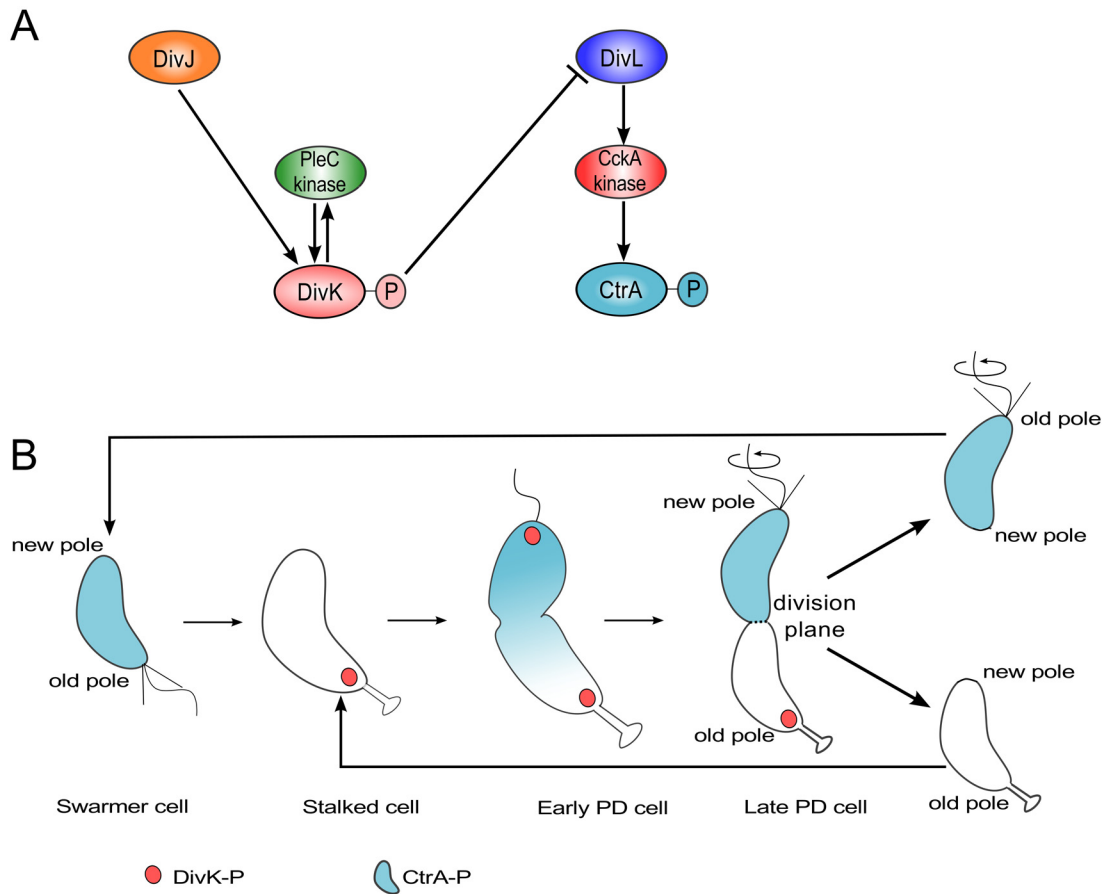 A
DivJ
DivL
PleC
kinase
CckA
kinase
DivK
P
CtrA
P
B
old pole
new pole
new pole
new pole
division
plane
old pole
new pole
old pole
old pole
Swarmer cell
Stalked cell
Early PD cell
Late PD cell
DivK-P
CtrA-P